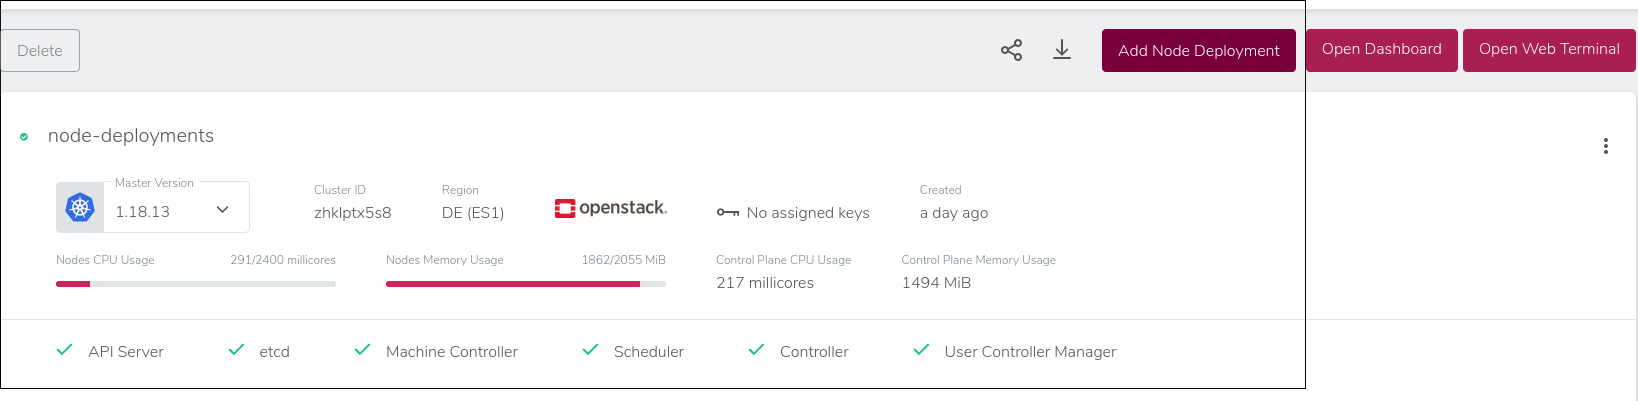 Delete
Add Node Deployment
Open Dashboard
Open Web Terminal
node-deployments
Master Version
1.18.13
Cluster ID
zhklptx5s8
Region
DE (ES1)
openstack.
No assigned keys
Created
a day ago
Nodes CPU Usage
291/2400 millicores
Nodes Memory Usage
1862/2055 MiB
Control Plane CPU Usage
217 millicores
Control Plane Memory Usage
1494 MiB
API Server
etcd
Machine Controller
Scheduler
Controller
User Controller Manager